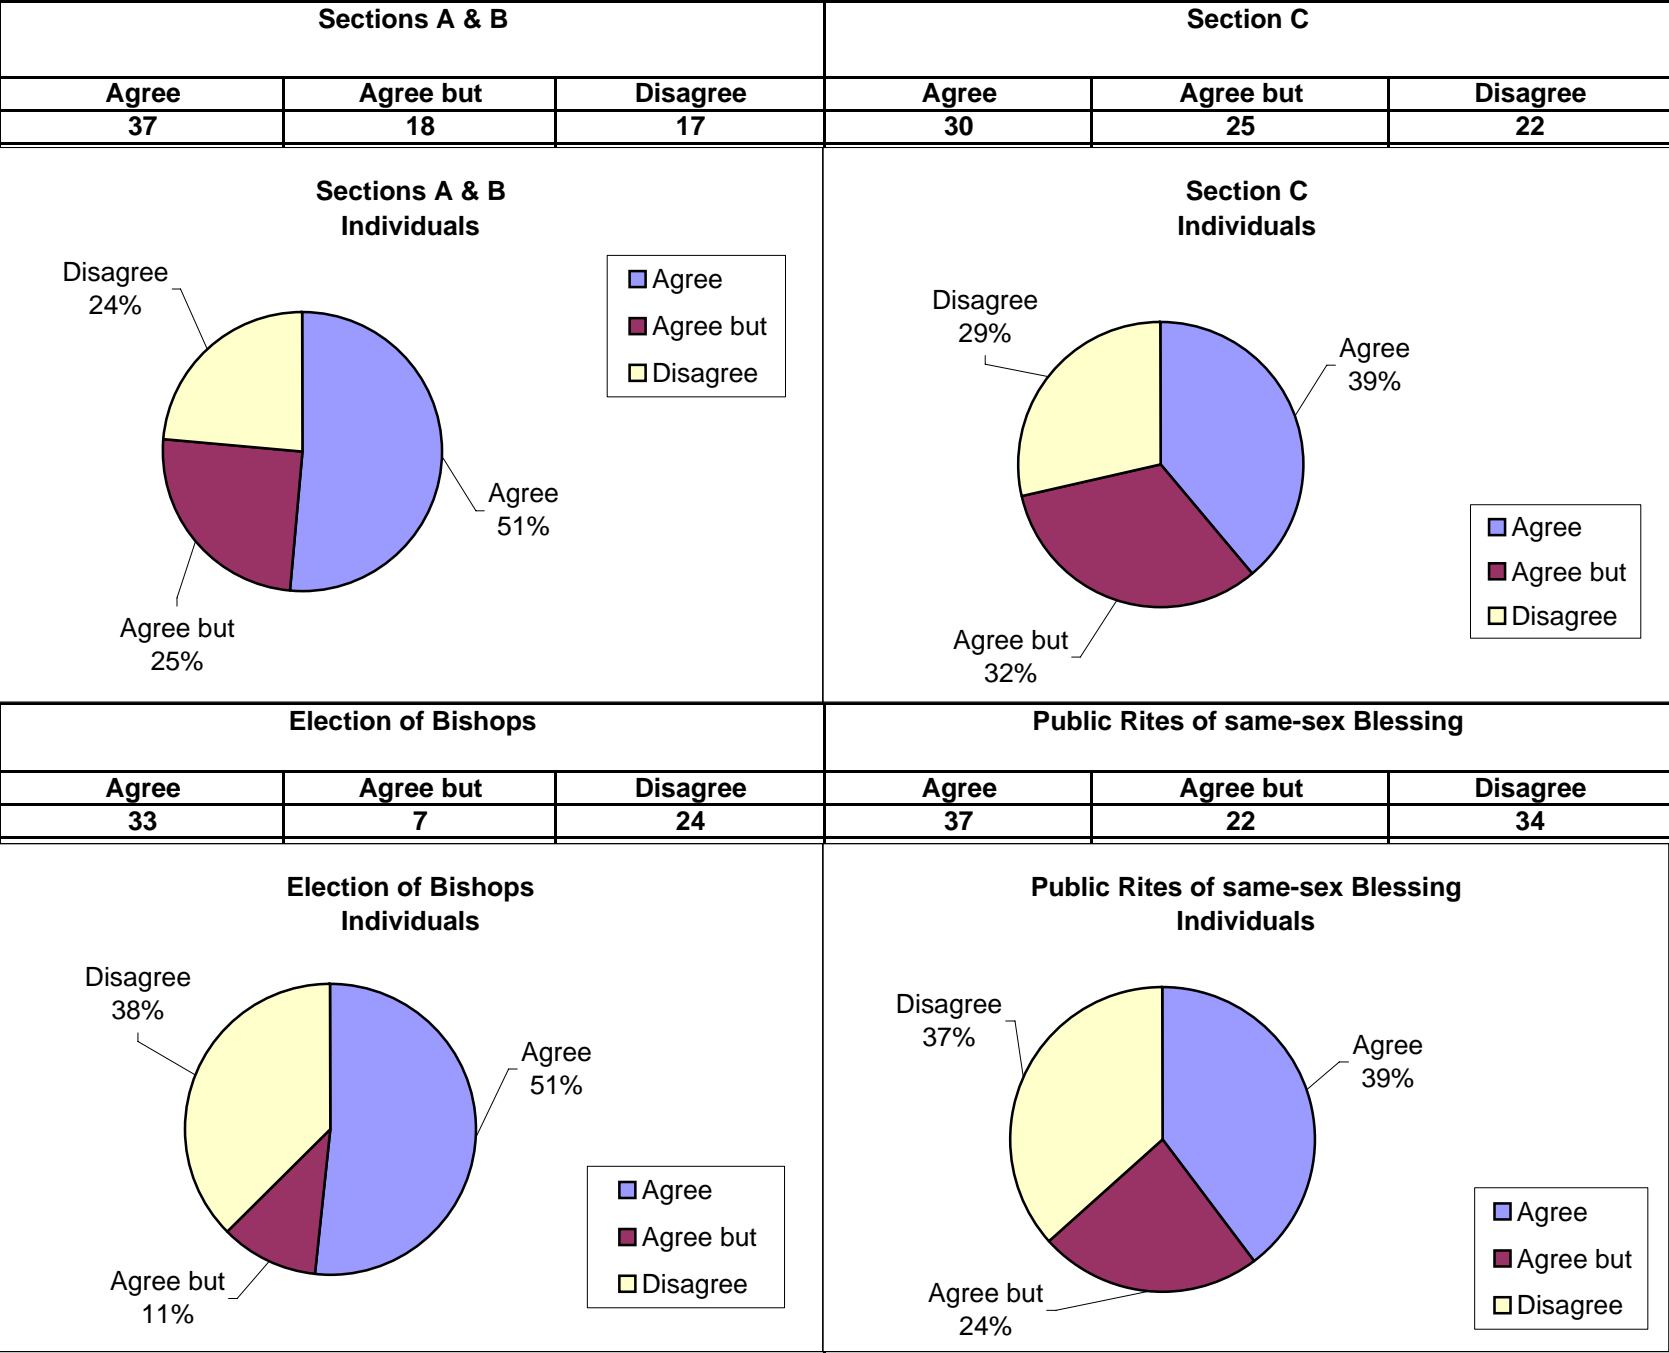 Sections A & B
Section C
Agree Agree but Disagree Agree Agree but Disagree
37 18 17 30 25 22
Sections A & B
Individuals
Disagree
24%
Agree
Agree but
Disagree
Agree
51%
Agree but
25%
Section C
Individuals
Disagree
29%
Agree
39%
Agree
Agree but
Disagree
Agree but
32%
Election of Bishops
Public Rites of same-sex Blessing
Agree Agree but Disagree Agree Agree but Disagree
33 7 24 37 22 34
Election of Bishops
Individuals
Disagree
38%
Agree
51%
Agree
Agree but
Disagree
Agree but
11%
Public Rites of same-sex Blessing
Individuals
Disagree
37%
Agree
39%
Agree
Agree but
Disagree
Agree but
24%